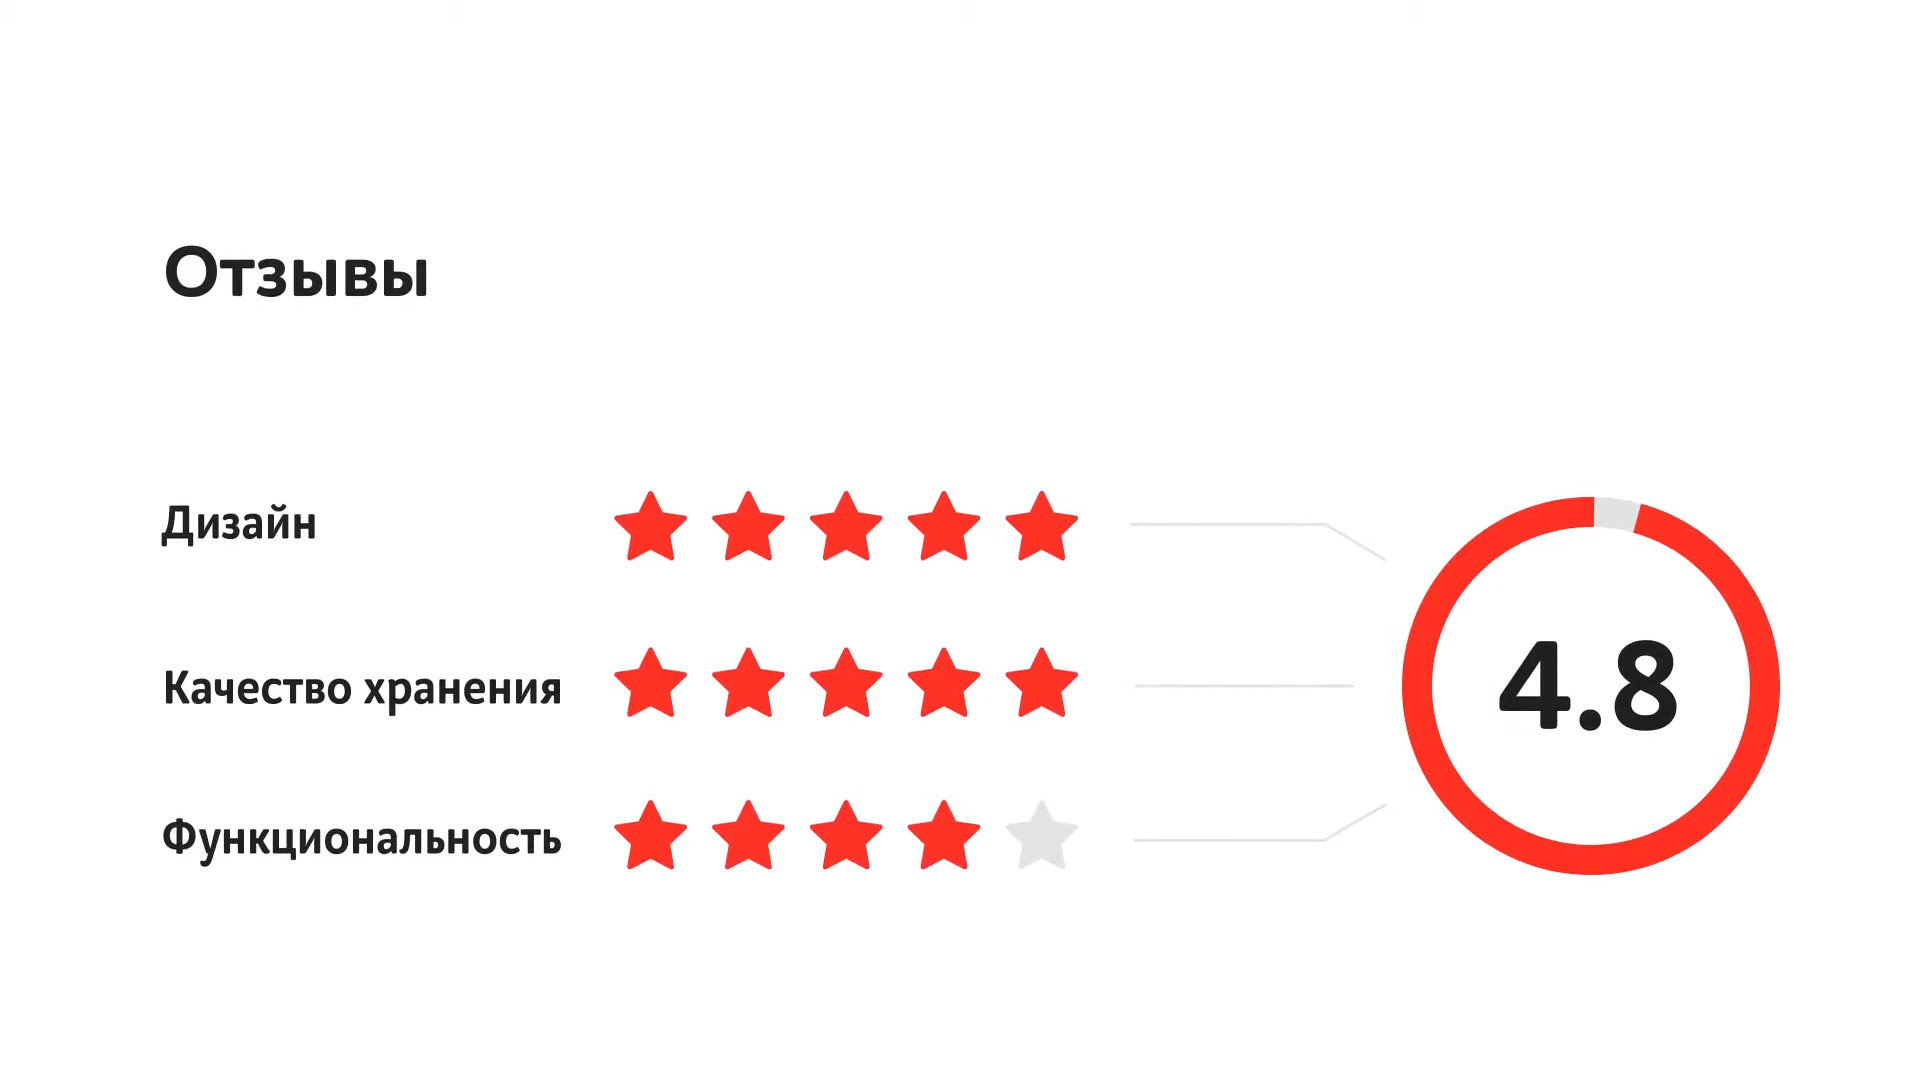 Отзывы
Дизайн
Качество хранения
4.8
Функциональность